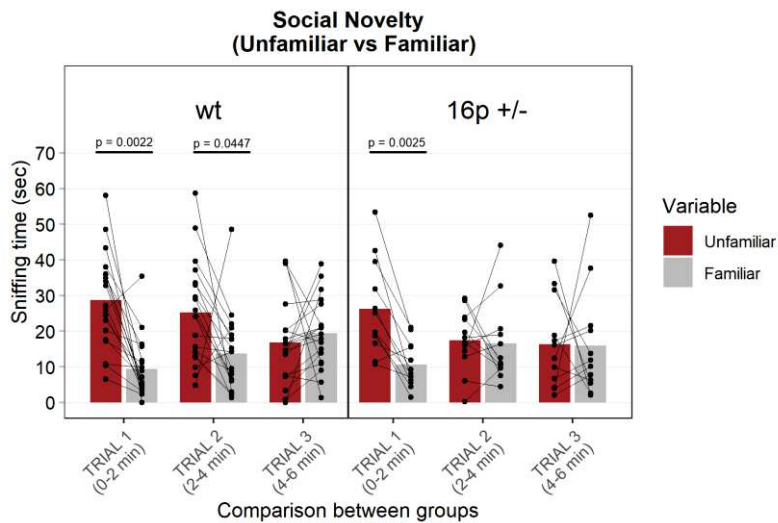 Social Novelty
(Unfamiliar vs Familiar)
wt
16p +/-
p = 0.0022
p = 0.0447
p = 0.0025
Sniffing time (sec)
70
60
50
40
30
20
10
0
TRIAL 1
(0-2 min)
TRIAL 2
(2-4 min)
TRIAL 3
(4-6 min)
TRIAL 1
(0-2 min)
TRIAL 2
(2-4 min)
TRIAL 3
(4-6 min)
Comparison between groups
Variable
Unfamiliar
Familiar